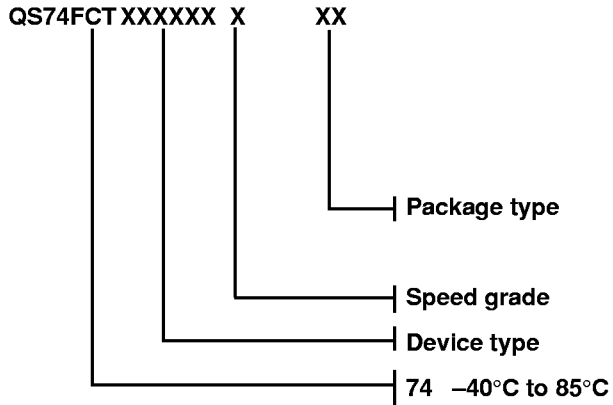 QS74FCT XXXXXX X XX
Package type
Speed grade
Device type
74 –40°C to 85°C